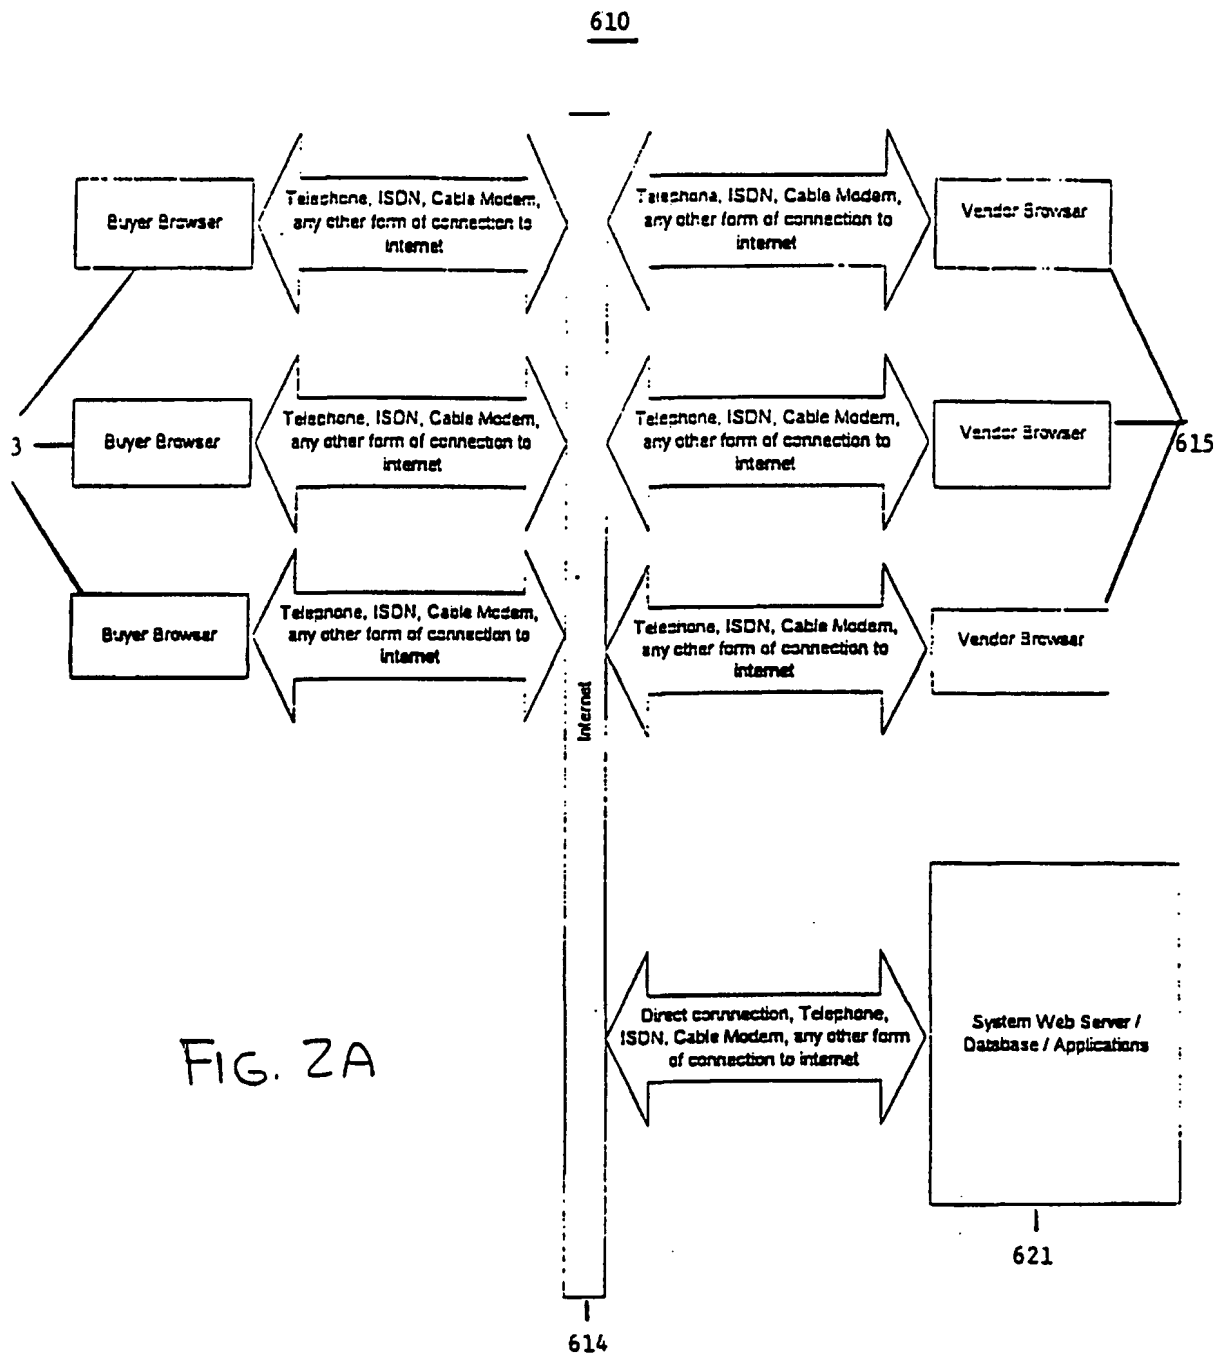 610
Buyer Browser
Telephone, ISDN, Cable Modem,
any other form of connection to
internet
Telephone, ISDN, Cable Modem,
any other form of connection to
internet
Vendor Browser
3
Buyer Browser
Telephone, ISDN, Cable Modem,
any other form of connection to
internet
Telephone, ISDN, Cable Modem,
any other form of connection to
internet
Vendor Browser
615
Buyer Browser
Telephone, ISDN, Cable Modem,
any other form of connection to
internet
Telephone, ISDN, Cable Modem,
any other form of connection to
internet
Vendor Browser
Internet
Direct connnection, Telephone,
ISDN, Cable Modem, any other form
of connection to internet
System Web Server /
Database / Applications
FIG. 2A
621
614